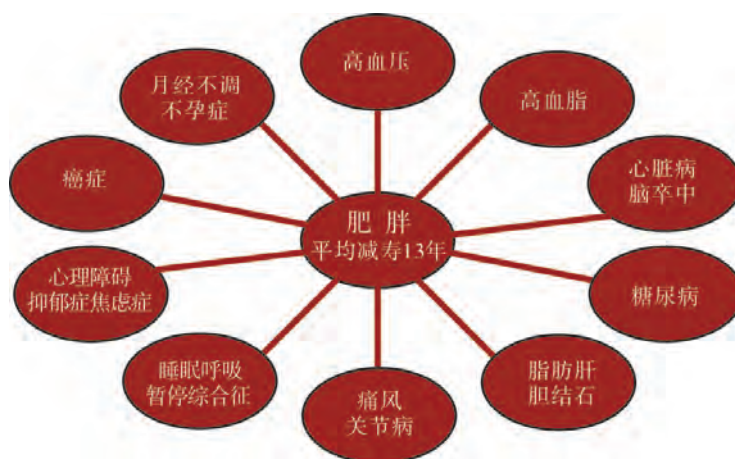 高血压
月经不调
不孕症
高血脂
癌症
心脏病
脑卒中
肥 胖
平均减寿13年
心理障碍
抑郁症焦虑症
糖尿病
睡眠呼吸
暂停综合征
脂肪肝
胆结石
痛风
关节病